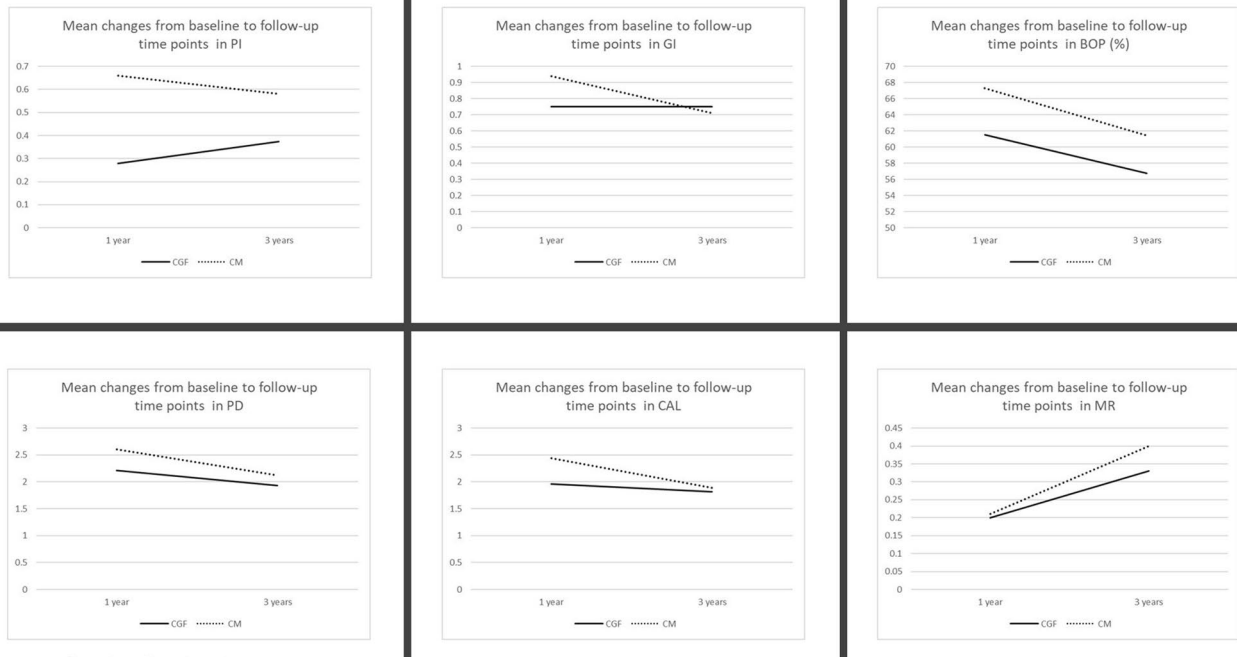 Mean changes from baseline to follow-up
time points in PI
0.7
0.6
0.5
0.4
0.3
0.2
0.1
0
1 year 3 years
CGF CM
Mean changes from baseline to follow-up
time points in GI
1
0.9
0.8
0.7
0.6
0.5
0.4
0.3
0.2
0.1
0
1 year 3 years
CGF CM
Mean changes from baseline to follow-up
time points in BOP (%)
70
68
66
64
62
60
58
56
54
52
50
1 year 3 years
CGF CM
Mean changes from baseline to follow-up
time points in PD
3
2.5
2
1.5
1
0.5
0
1 year 3 years
CGF CM
Mean changes from baseline to follow-up
time points in CAL
3
2.5
2
1.5
1
0.5
0
1 year 3 years
CGF CM
Mean changes from baseline to follow-up
time points in MR
0.45
0.4
0.35
0.3
0.25
0.2
0.15
0.1
0.05
0
1 year 3 years
CGF CM